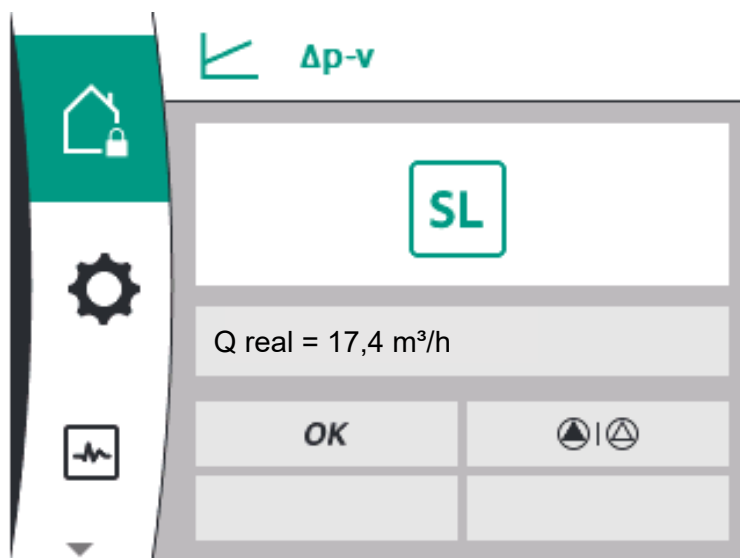 Δp-v
SL
Q real = 17,4 m³/h
OK